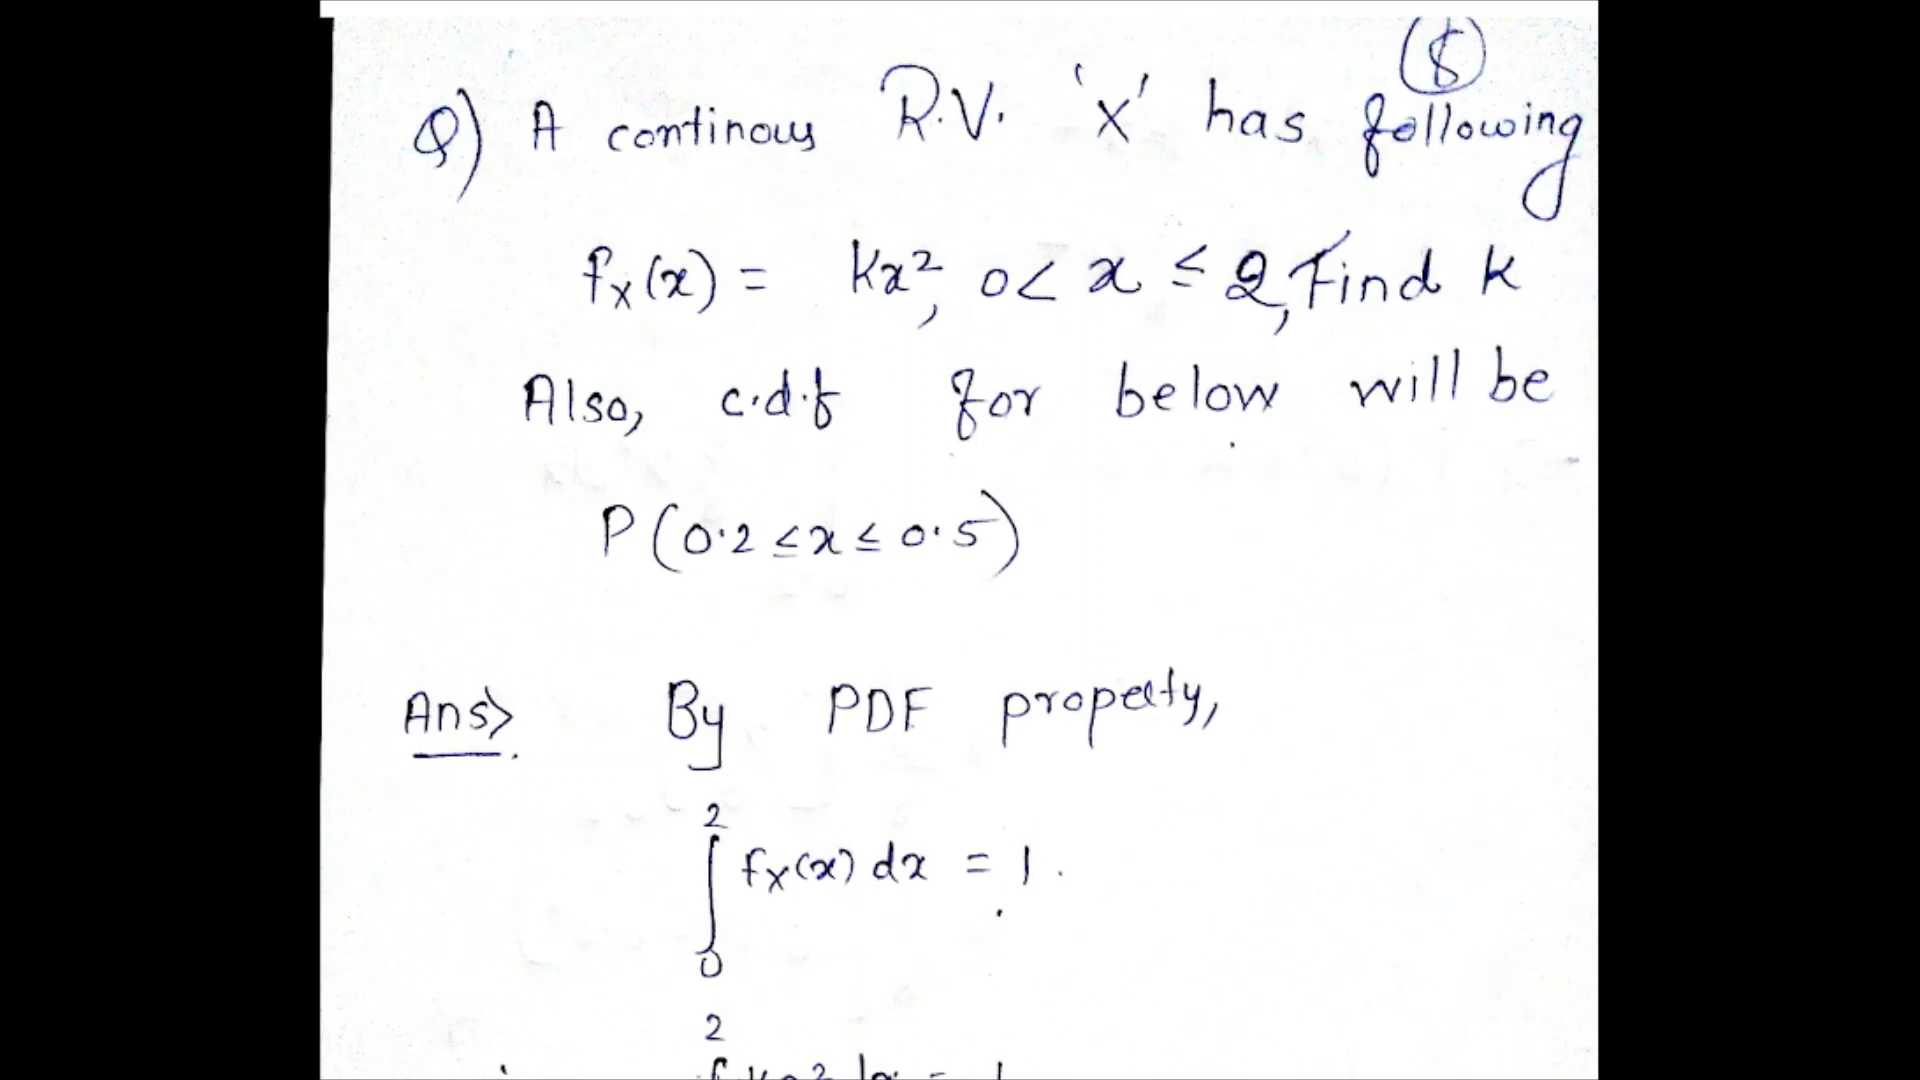 (8)
Q) A continous R.V. 'X' has following
fx(x) = kx², 0< x ≤ 2, Find k
Also, c.d.f for below will be
P(0.2 ≤ x ≤ 0.5)
Ans> By PDF property,
2
∫ fx(x) dx = 1.
0
2